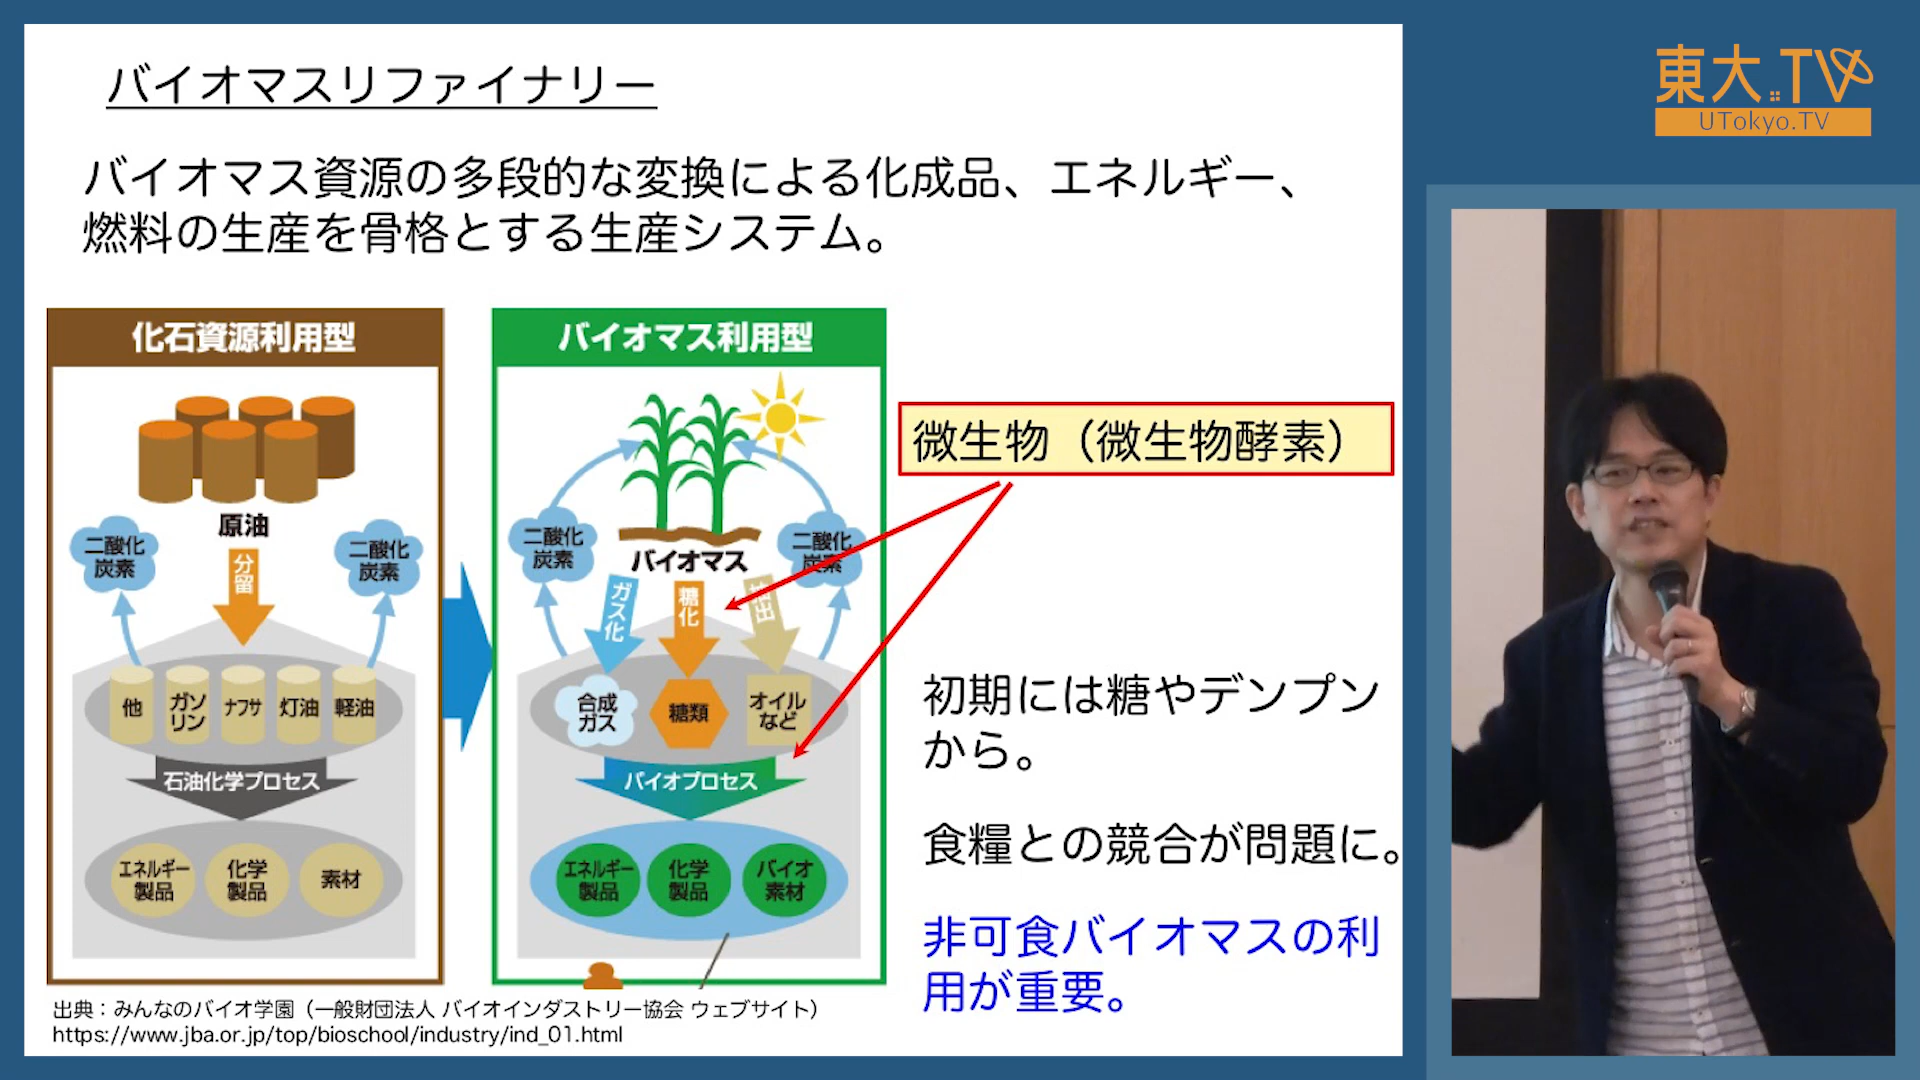 バイオマスリファイナリー
バイオマス資源の多段的な変換による化成品、エネルギー、
燃料の生産を骨格とする生産システム。
化石資源利用型
原油
二酸化
炭素
分留
二酸化
炭素
他
ガソ
リン
ナフサ
灯油
軽油
石油化学プロセス
エネルギー
製品
化学
製品
素材
バイオマス利用型
二酸化
炭素
バイオマス
二酸化
炭素
ガス化
糖化
抽出
合成
ガス
糖類
オイル
など
バイオプロセス
エネルギー
製品
化学
製品
バイオ
素材
微生物（微生物酵素）
初期には糖やデンプン
から。
食糧との競合が問題に。
非可食バイオマスの利
用が重要。
出典：みんなのバイオ学園（一般財団法人 バイオインダストリー協会 ウェブサイト）
https://www.jba.or.jp/top/bioschool/industry/ind_01.html
東大TV
UTokyo.TV